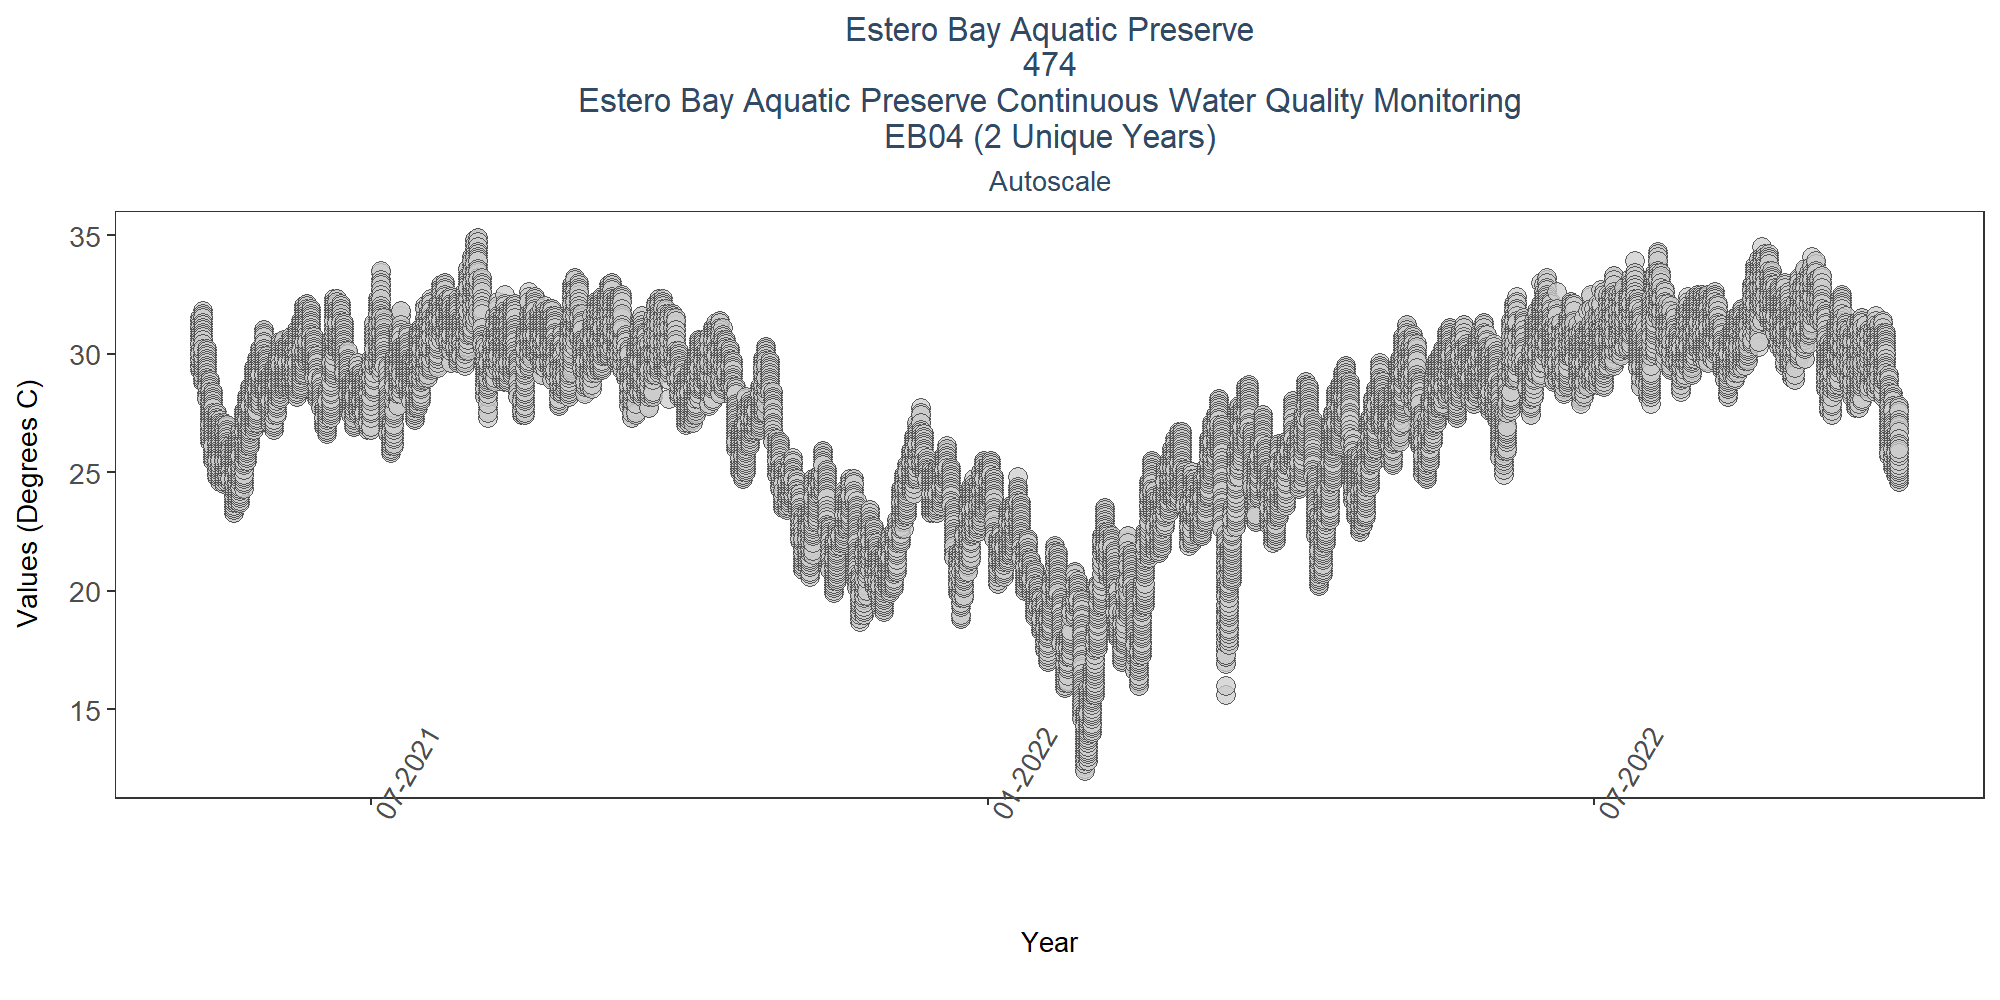 Estero Bay Aquatic Preserve
474
Estero Bay Aquatic Preserve Continuous Water Quality Monitoring
EB04 (2 Unique Years)
Autoscale
Values (Degrees C)
35
30
25
20
15
07-2021
01-2022
07-2022
Year